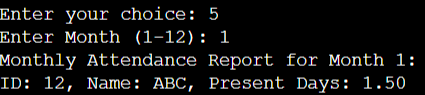 Enter your choice: 5
Enter Month (1-12): 1
Monthly Attendance Report for Month 1:
ID: 12, Name: ABC, Present Days: 1.50